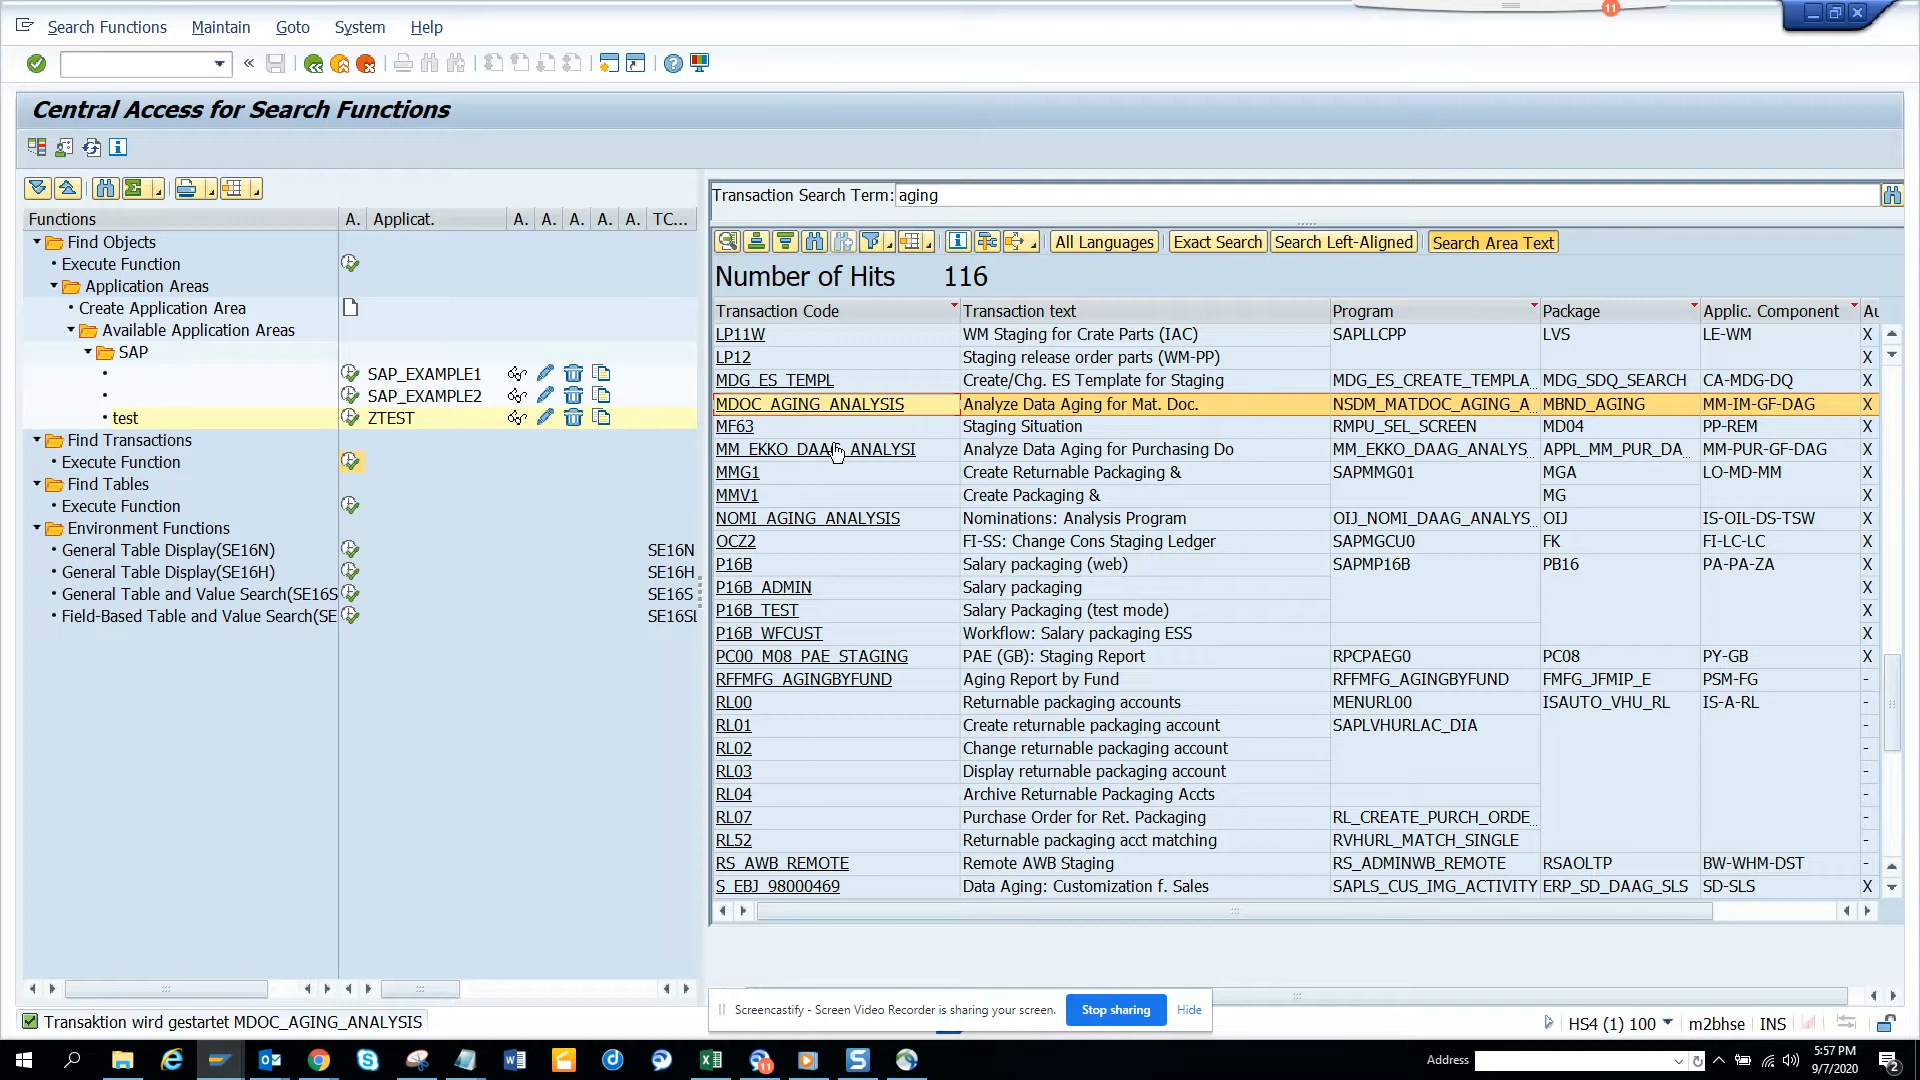 11
Search Functions Maintain Goto System Help
Central Access for Search Functions
Functions A. Applicat. A. A. A. A. A. TC...
Find Objects
Execute Function
Application Areas
Create Application Area
Available Application Areas
SAP
SAP_EXAMPLE1
SAP_EXAMPLE2
test ZTEST
Find Transactions
Execute Function
Find Tables
Execute Function
Environment Functions
General Table Display(SE16N) SE16N
General Table Display(SE16H) SE16H
General Table and Value Search(SE16S SE16S
Field-Based Table and Value Search(SE SE16SL
Transaction Search Term: aging
All Languages Exact Search Search Left-Aligned Search Area Text
Number of Hits 116
Transaction Code Transaction text Program Package Applic. Component Au
LP11W WM Staging for Crate Parts (IAC) SAPLLCPP LVS LE-WM X
LP12 Staging release order parts (WM-PP) X
MDG_ES_TEMPL Create/Chg. ES Template for Staging MDG_ES_CREATE_TEMPLA... MDG_SDQ_SEARCH CA-MDG-DQ X
MDOC_AGING_ANALYSIS Analyze Data Aging for Mat. Doc. NSDM_MATDOC_AGING_A... MBND_AGING MM-IM-GF-DAG X
MF63 Staging Situation RMPU_SEL_SCREEN MD04 PP-REM X
MM_EKKO_DAAG_ANALYSI Analyze Data Aging for Purchasing Do MM_EKKO_DAAG_ANALYS... APPL_MM_PUR_DA... MM-PUR-GF-DAG X
MMG1 Create Returnable Packaging & SAPMMG01 MGA LO-MD-MM X
MMV1 Create Packaging & MG X
NOMI_AGING_ANALYSIS Nominations: Analysis Program OIJ_NOMI_DAAG_ANALYS... OIJ IS-OIL-DS-TSW X
OCZ2 FI-SS: Change Cons Staging Ledger SAPMGCU0 FK FI-LC-LC X
P16B Salary packaging (web) SAPMP16B PB16 PA-PA-ZA X
P16B_ADMIN Salary packaging X
P16B_TEST Salary Packaging (test mode) X
P16B_WFCUST Workflow: Salary packaging ESS X
PC00_M08_PAE_STAGING PAE (GB): Staging Report RPCPAEG0 PC08 PY-GB X
RFFMFG_AGINGBYFUND Aging Report by Fund RFFMFG_AGINGBYFUND FMFG_JFMIP_E PSM-FG -
RL00 Returnable packaging accounts MENURL00 ISAUTO_VHU_RL IS-A-RL -
RL01 Create returnable packaging account SAPLVHURLAC_DIA -
RL02 Change returnable packaging account -
RL03 Display returnable packaging account -
RL04 Archive Returnable Packaging Accts -
RL07 Purchase Order for Ret. Packaging RL_CREATE_PURCH_ORDE... -
RL52 Returnable packaging acct matching RVHURL_MATCH_SINGLE -
RS_AWB_REMOTE Remote AWB Staging RS_ADMINWB_REMOTE RSAOLTP BW-WHM-DST -
S_EBJ_98000469 Data Aging: Customization f. Sales SAPLS_CUS_IMG_ACTIVITY ERP_SD_DAAG_SLS SD-SLS X
Screencastify - Screen Video Recorder is sharing your screen. Stop sharing Hide
Transaktion wird gestartet MDOC_AGING_ANALYSIS HS4 (1) 100 m2bhse INS
11 Address 5:57 PM
9/7/2020 2